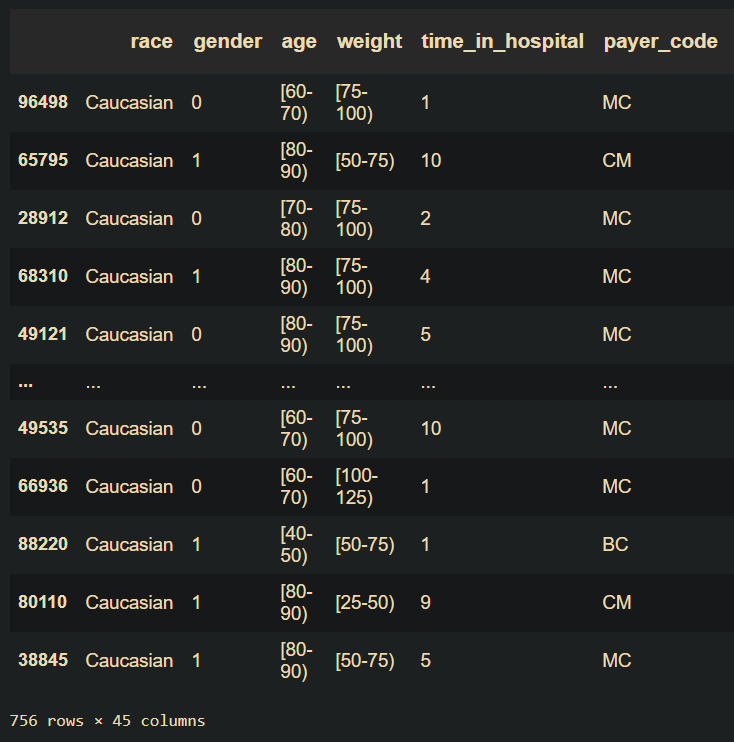 race gender age weight time_in_hospital payer_code
96498 Caucasian 0 [60-70) [75-100) 1 MC
65795 Caucasian 1 [80-90) [50-75) 10 CM
28912 Caucasian 0 [70-80) [75-100) 2 MC
68310 Caucasian 1 [80-90) [75-100) 4 MC
49121 Caucasian 0 [80-90) [75-100) 5 MC
... ... ... ... ... ... ...
49535 Caucasian 0 [60-70) [75-100) 10 MC
66936 Caucasian 0 [60-70) [100-125) 1 MC
88220 Caucasian 1 [40-50) [50-75) 1 BC
80110 Caucasian 1 [80-90) [25-50) 9 CM
38845 Caucasian 1 [80-90) [50-75) 5 MC
756 rows × 45 columns